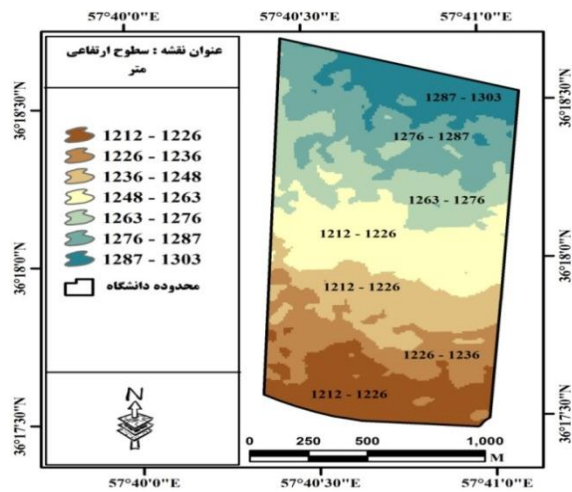 57°40'0"E
57°40'30"E
57°41'0"E
36°18'30"N
36°18'0"N
36°17'30"N
عنوان نقشه : سطوح ارتفاعی
متر
1212 - 1226
1226 - 1236
1236 - 1248
1248 - 1263
1263 - 1276
1276 - 1287
1287 - 1303
محدوده دانشگاه
N
1287 - 1303
1276 - 1287
1263 - 1276
1212 - 1226
1212 - 1226
1226 - 1236
1212 - 1226
0 250 500 1,000
M
36°18'30"N
36°18'0"N
36°17'30"N
57°40'0"E
57°40'30"E
57°41'0"E